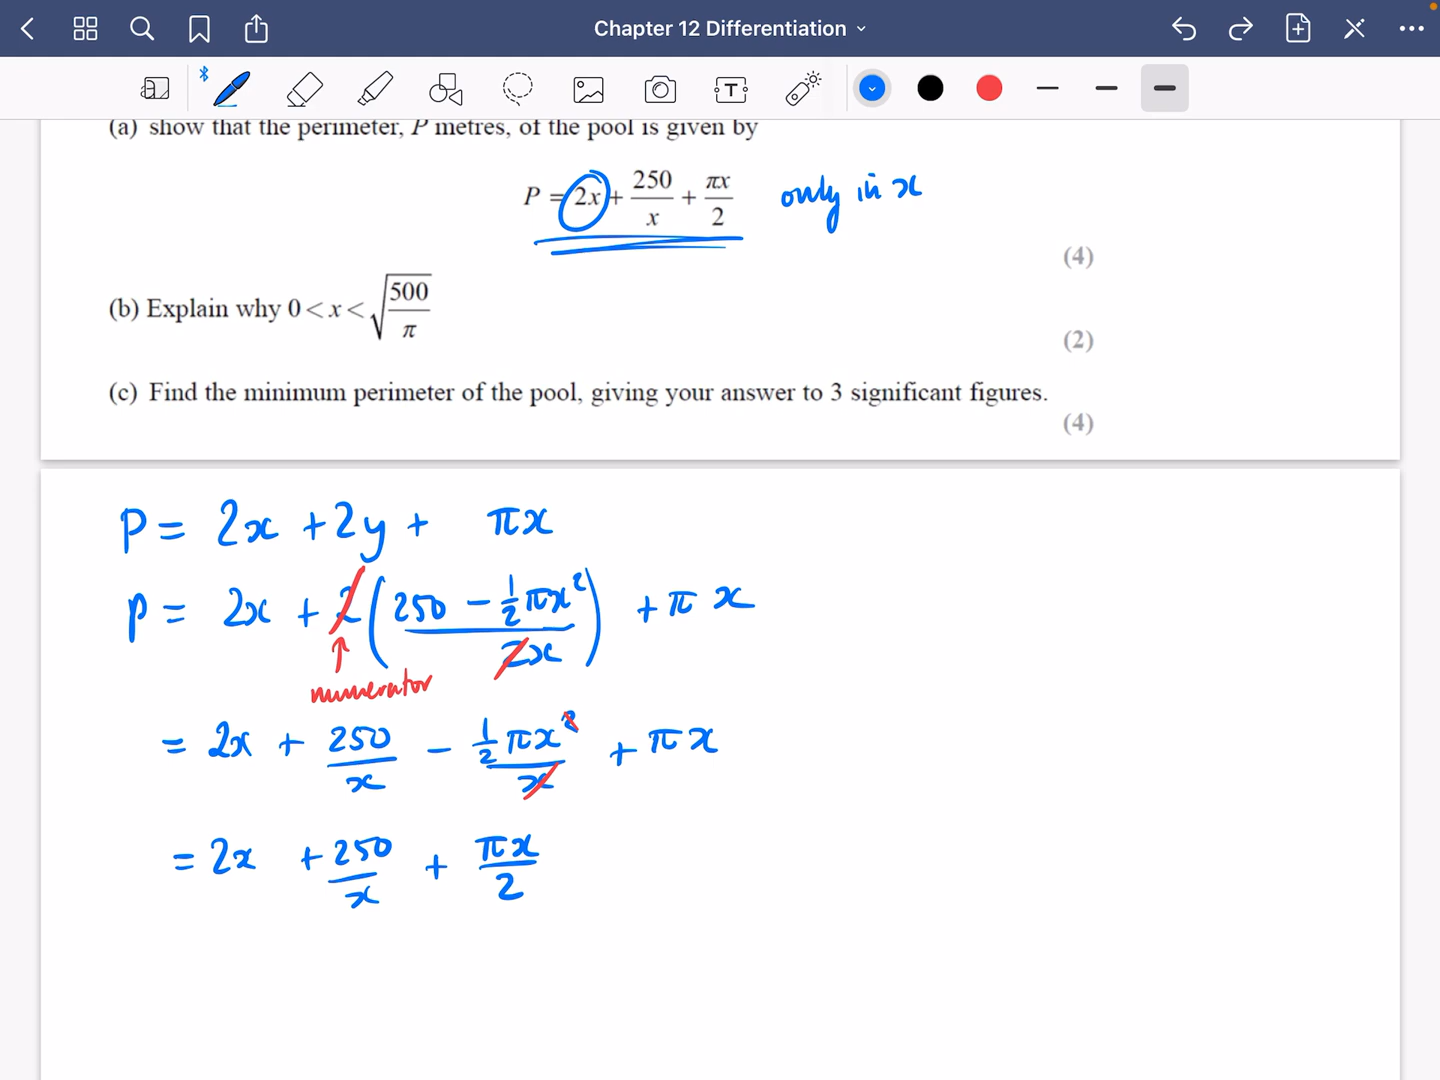 Chapter 12 Differentiation
(a) show that the perimeter, P metres, of the pool is given by
P = 2x + 250/x + πx/2 only in x
(4)
(b) Explain why 0 < x < √(500/π)
(2)
(c) Find the minimum perimeter of the pool, giving your answer to 3 significant figures.
(4)
P = 2x + 2y + πx
P = 2x + 2((250 - 1/2πx²)/2x) + πx
numerator
= 2x + 250/x - 1/2πx²/x + πx
= 2x + 250/x + πx/2